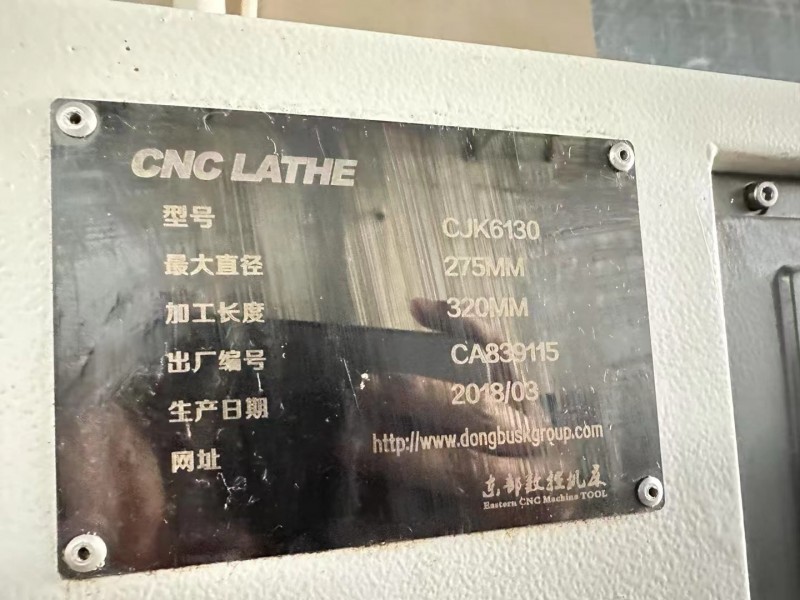 CNC LATHE
型号 CJK6130
最大直径 275MM
加工长度 320MM
出厂编号 CA839115
生产日期 2018/03
网址 http://www.dongbuskgroup.com
东部数控机床
Eastern CNC Machine TOOL